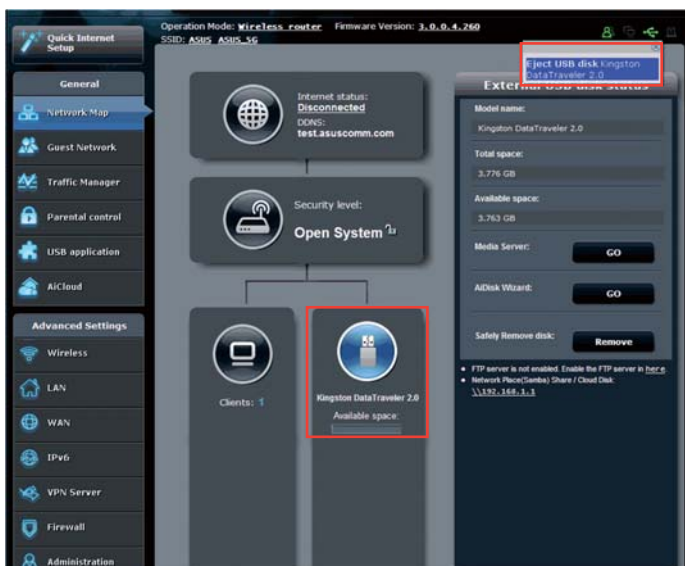 Quick Internet
Setup
Operation Mode: Wireless router Firmware Version: 3.0.0.4.260
SSID: ASUS ASUS_5G
Eject USB disk Kingston
DataTraveler 2.0
General
Network Map
Guest Network
Traffic Manager
Parental control
USB application
AiCloud
Advanced Settings
Wireless
LAN
WAN
IPv6
VPN Server
Firewall
Administration
Internet status:
Disconnected
DDNS:
test.asuscomm.com
Security level:
Open System
Clients: 1
Kingston DataTraveler 2.0
Available space:
External USB disk status
Model name:
Kingston DataTraveler 2.0
Total space:
3.776 GB
Available space:
3.763 GB
Media Server: GO
AiDisk Wizard: GO
Safely Remove disk: Remove
FTP server is not enabled. Enable the FTP server in here.
Network Place(Samba) Share / Cloud Disk:
\\192.168.1.1